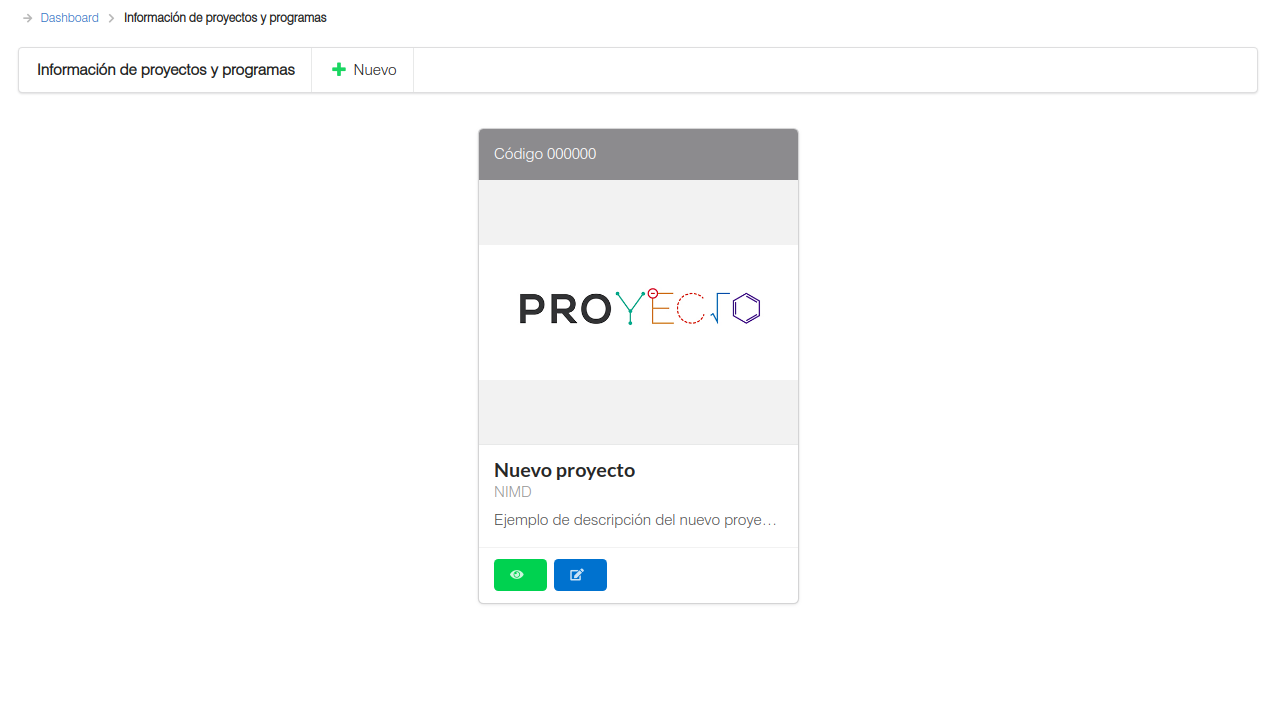 Dashboard > Información de proyectos y programas
Información de proyectos y programas Nuevo
Código 000000
PROYECTO
Nuevo proyecto
NIMD
Ejemplo de descripción del nuevo proye…